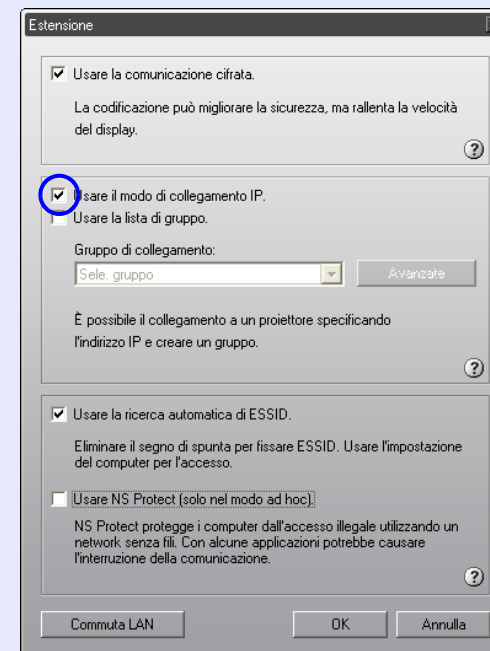 Estensione
Usare la comunicazione cifrata.
La codificazione può migliorare la sicurezza, ma rallenta la velocità
del display.
?
Usare il modo di collegamento IP.
Usare la lista di gruppo.
Gruppo di collegamento:
Sele. gruppo
Avanzate
È possibile il collegamento a un proiettore specificando
l'indirizzo IP e creare un gruppo.
?
Usare la ricerca automatica di ESSID.
Eliminare il segno di spunta per fissare ESSID. Usare l'impostazione
del computer per l'accesso.
Usare NS Protect (solo nel modo ad hoc).
NS Protect protegge i computer dall'accesso illegale utilizzando un
network senza fili. Con alcune applicazioni potrebbe causare
l'interruzione della comunicazione.
?
Commuta LAN OK Annulla